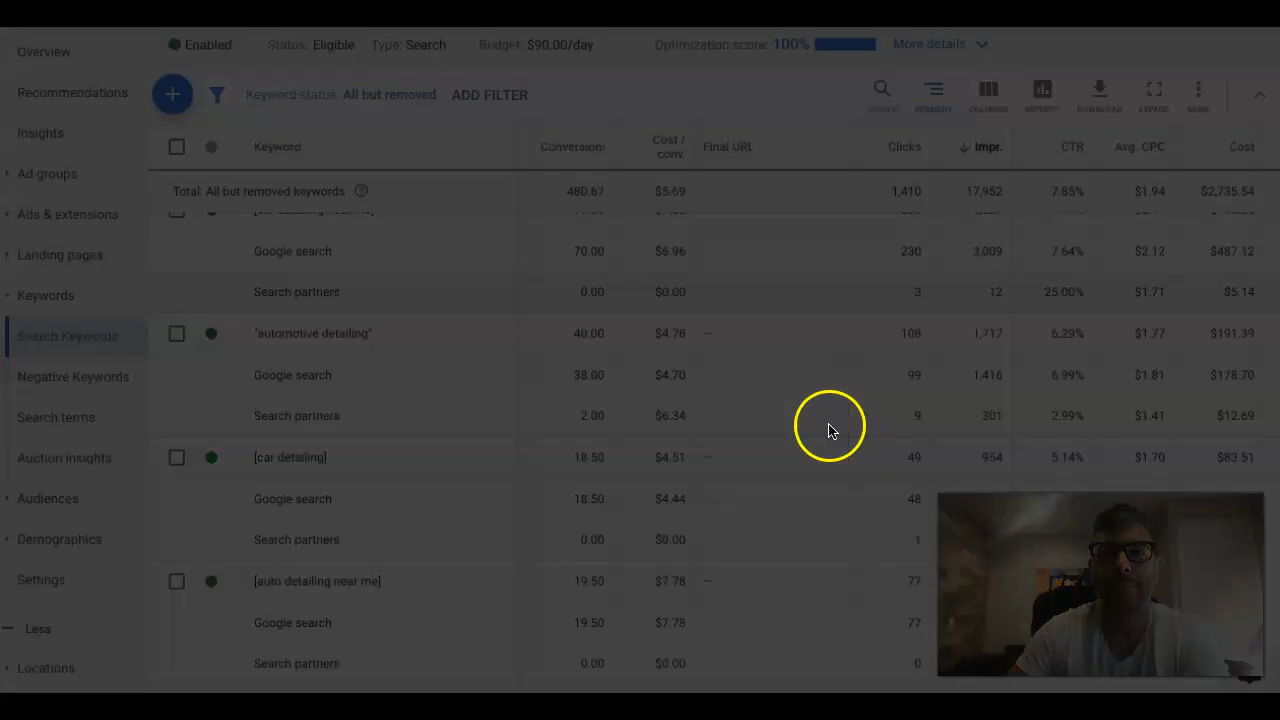 Overview
Enabled Status: Eligible Type: Search Budget: $90.00/day Optimization score: 100% More details
Recommendations
Keyword status: All but removed ADD FILTER
SEARCH SEGMENT COLUMNS REPORTS DOWNLOAD EXPAND MORE
Insights
Keyword Conversions Cost / conv. Final URL Clicks Impr. CTR Avg. CPC Cost
Ad groups
Total: All but removed keywords 480.67 $5.69 1,410 17,952 7.85% $1.94 $2,735.54
Ads & extensions
Landing pages
Google search 70.00 $6.96 230 3,009 7.64% $2.12 $487.12
Keywords
Search partners 0.00 $0.00 3 12 25.00% $1.71 $5.14
Search Keywords
"automotive detailing" 40.00 $4.78 — 108 1,717 6.29% $1.77 $191.39
Negative Keywords
Google search 38.00 $4.70 99 1,416 6.99% $1.81 $178.70
Search terms
Search partners 2.00 $6.34 9 301 2.99% $1.41 $12.69
Auction insights
[car detailing] 18.50 $4.51 — 49 954 5.14% $1.70 $83.51
Audiences
Google search 18.50 $4.44 48
Demographics
Search partners 0.00 $0.00 1
Settings
[auto detailing near me] 19.50 $7.78 — 77
Less
Google search 19.50 $7.78 77
Locations
Search partners 0.00 $0.00 0